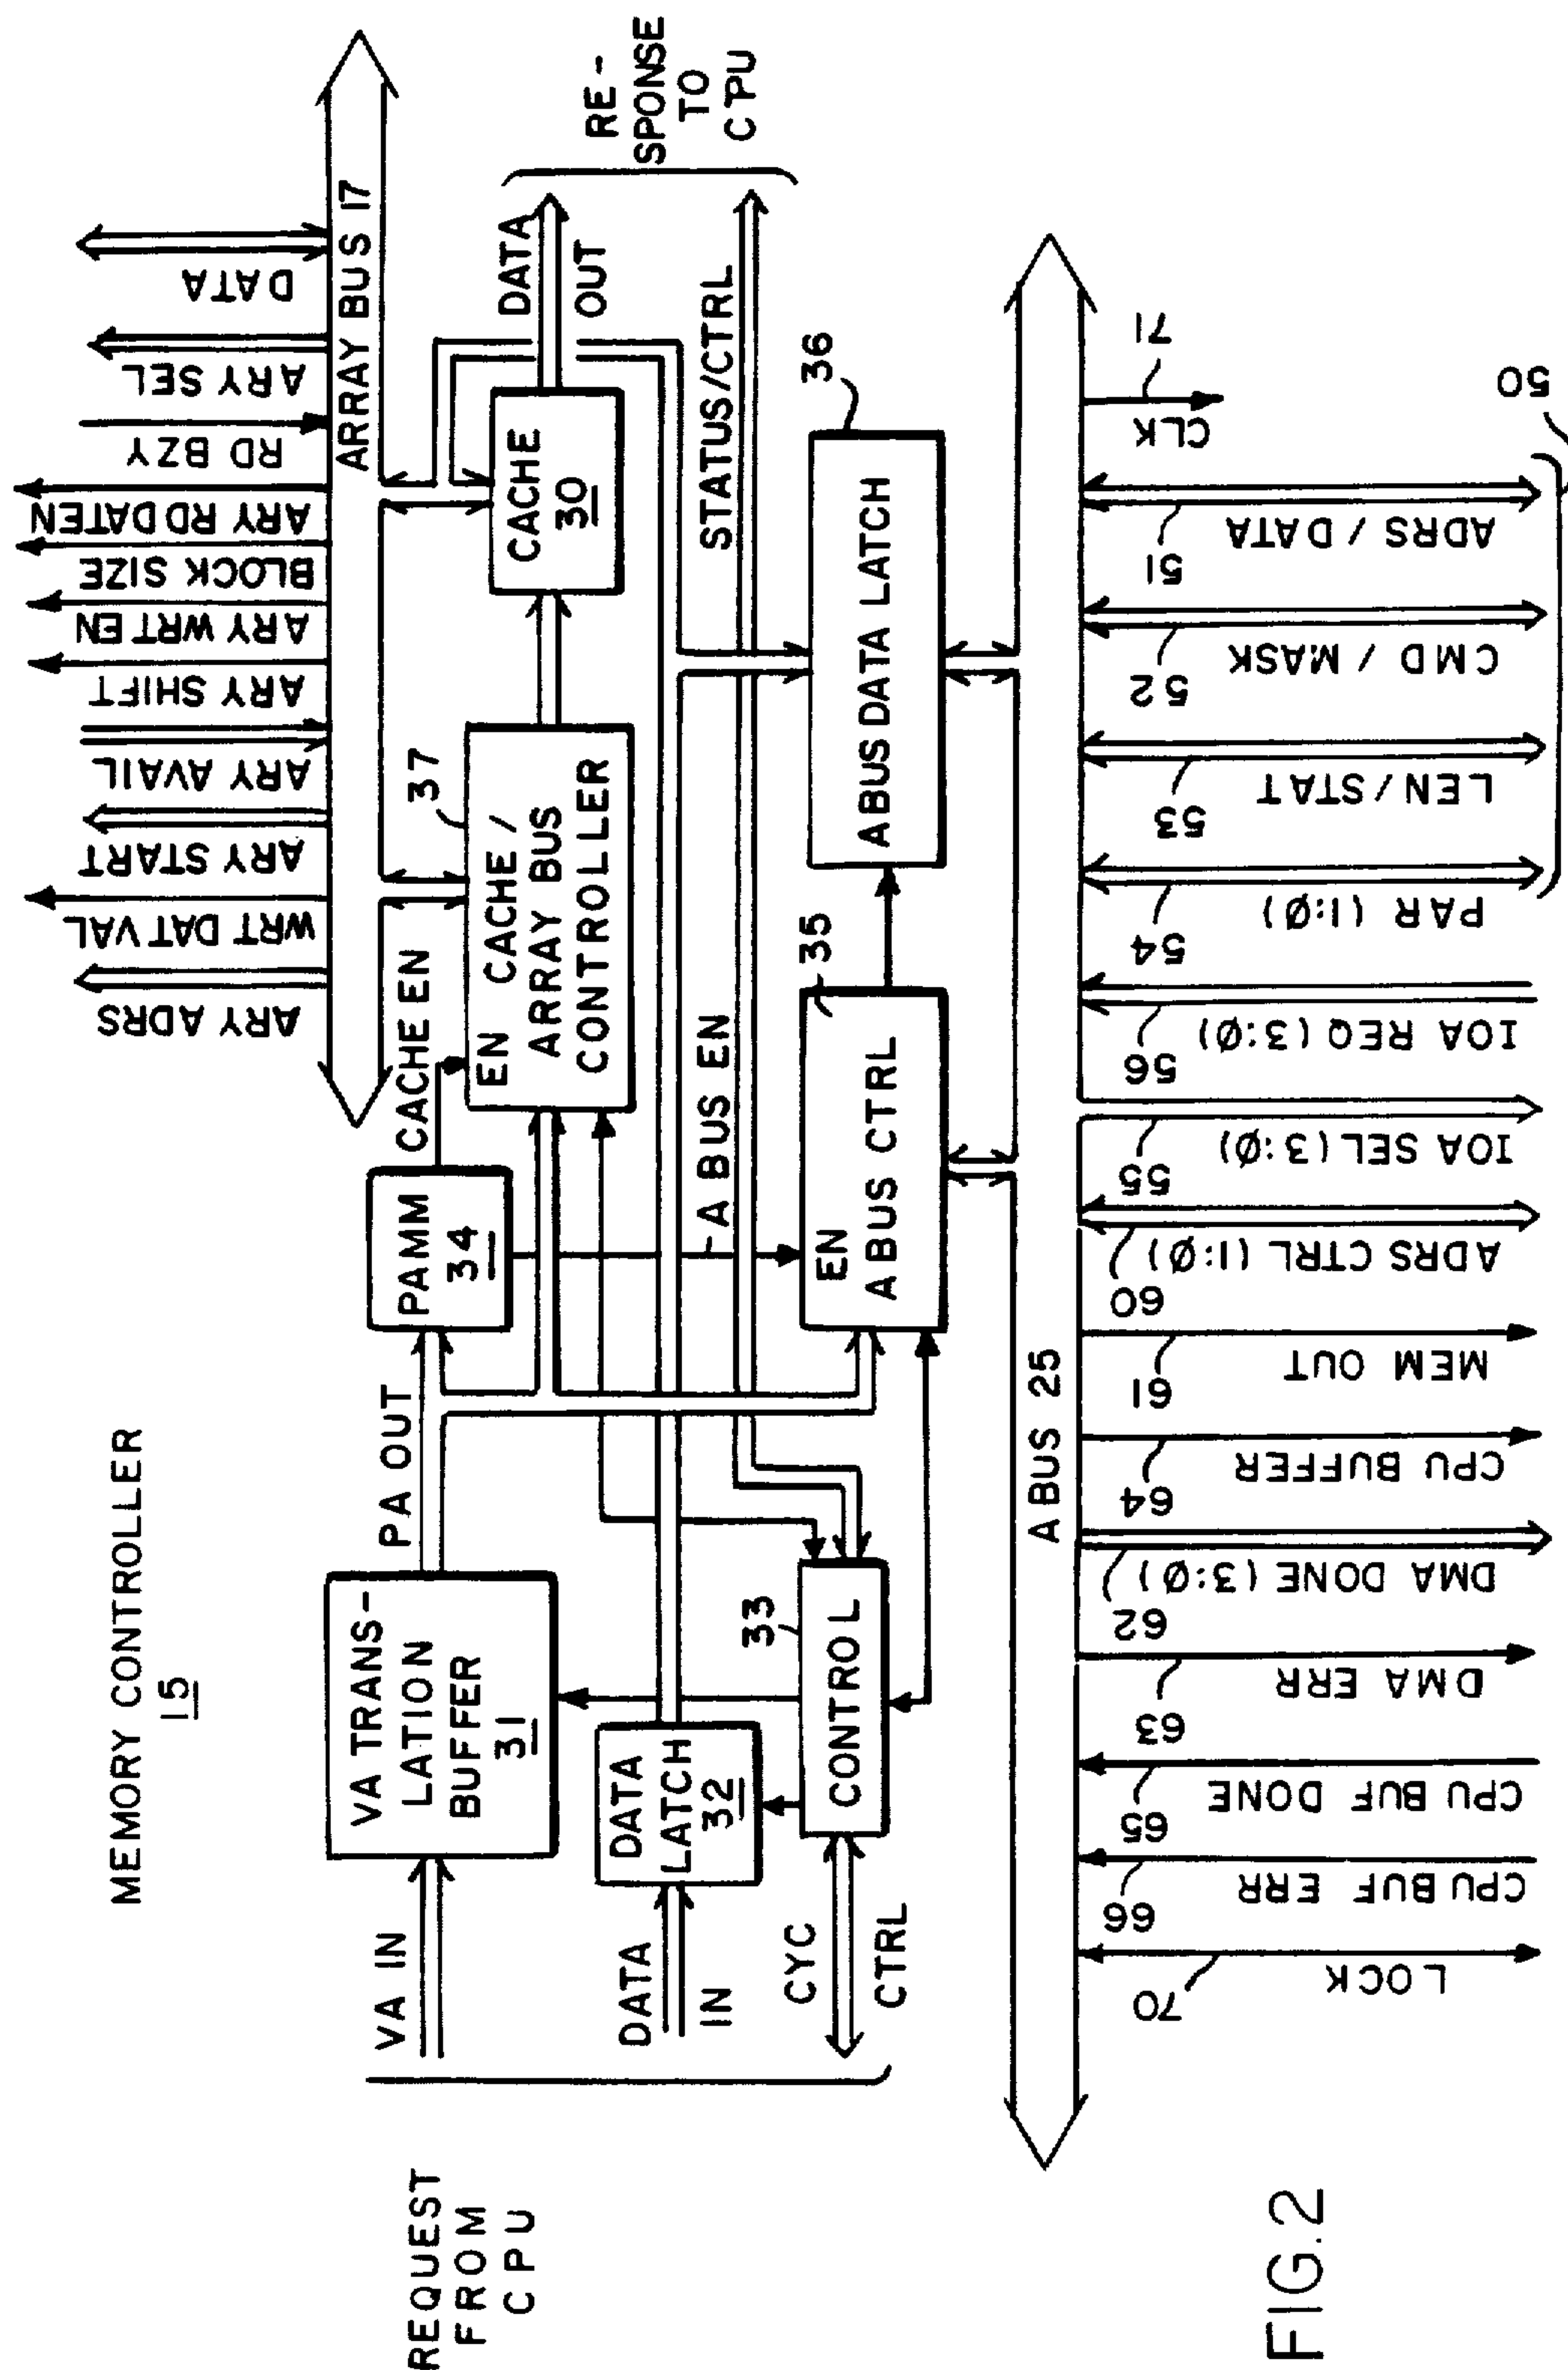 MEMORY CONTROLLER
15
ARY ADRS
WRT DAT VAL
ARY START
ARY AVAIL
ARY SHIFT
ARY WRT EN
BLOCK SIZE
ARY RD DATEN
RD BZY
ARY SEL
DATA
ARRAY BUS 17
REQUEST
FROM
CPU
VA IN
VA TRANS-
LATION
BUFFER
31
PA OUT
PAMM
34
CACHE EN
37
EN CACHE/
ARRAY BUS
CONTROLLER
CACHE
30
DATA
OUT
RE-
SPONSE
TO
CPU
DATA
IN
DATA
LATCH
32
A BUS EN
STATUS/CTRL
CYC
CTRL
33
CONTROL
35
EN
A BUS CTRL
36
ABUS DATA LATCH
A BUS 25
70
LOCK
66
CPU BUF ERR
65
CPU BUF DONE
63
DMA ERR
62
DMA DONE (3:Ø)
64
CPU BUFFER
61
MEM OUT
60
ADRS CTRL (1:Ø)
55
IOA SEL (3:Ø)
56
IOA REQ (3:Ø)
54
PAR (1:Ø)
53
LEN/STAT
52
CMD / MASK
51
ADRS / DATA
CLK
71
50
FIG.2